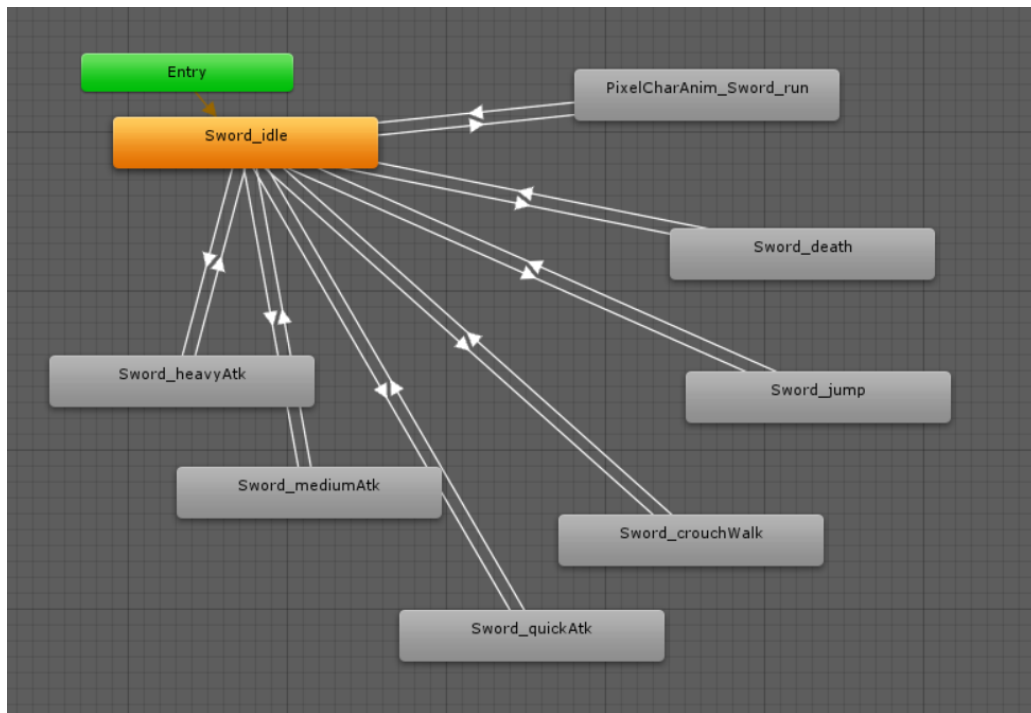 Entry
PixelCharAnim_Sword_run
Sword_idle
Sword_death
Sword_heavyAtk
Sword_jump
Sword_mediumAtk
Sword_crouchWalk
Sword_quickAtk